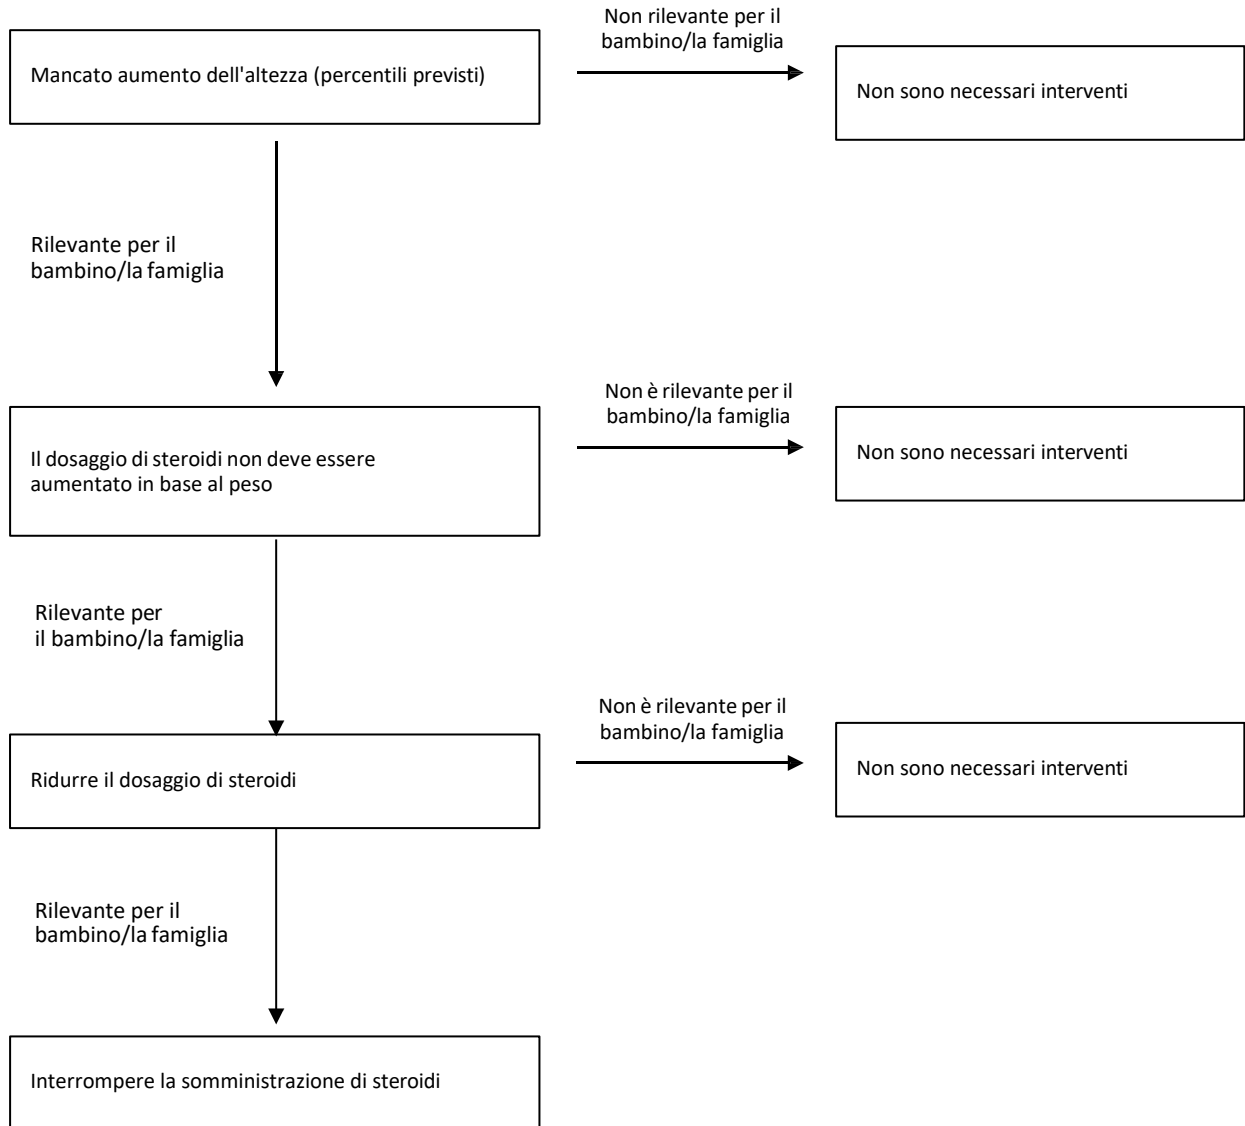 Non rilevante per il
bambino/la famiglia
Mancato aumento dell'altezza (percentili previsti)
Non sono necessari interventi
Rilevante per il
bambino/la famiglia
Non è rilevante per il
bambino/la famiglia
Il dosaggio di steroidi non deve essere
aumentato in base al peso
Non sono necessari interventi
Rilevante per
il bambino/la famiglia
Non è rilevante per il
bambino/la famiglia
Ridurre il dosaggio di steroidi
Non sono necessari interventi
Rilevante per il
bambino/la famiglia
Interrompere la somministrazione di steroidi